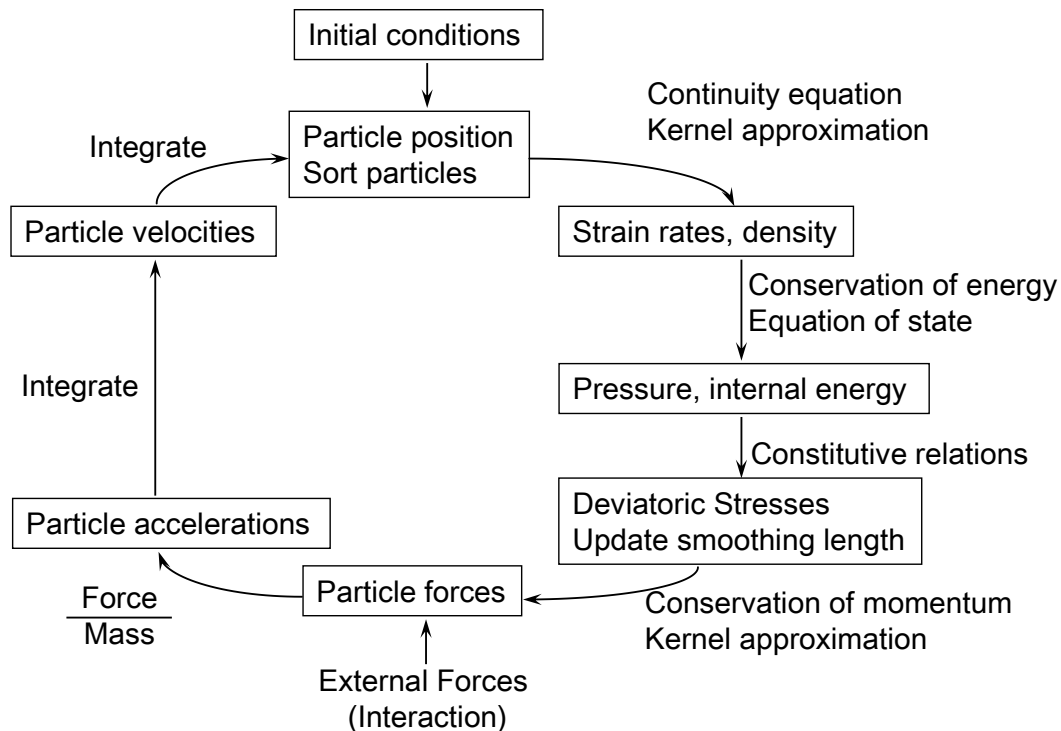 Initial conditions
Continuity equation
Kernel approximation
Integrate
Particle position
Sort particles
Particle velocities
Strain rates, density
Conservation of energy
Equation of state
Integrate
Pressure, internal energy
Constitutive relations
Deviatoric Stresses
Update smoothing length
Particle accelerations
Particle forces
Force
Mass
Conservation of momentum
Kernel approximation
External Forces
(Interaction)